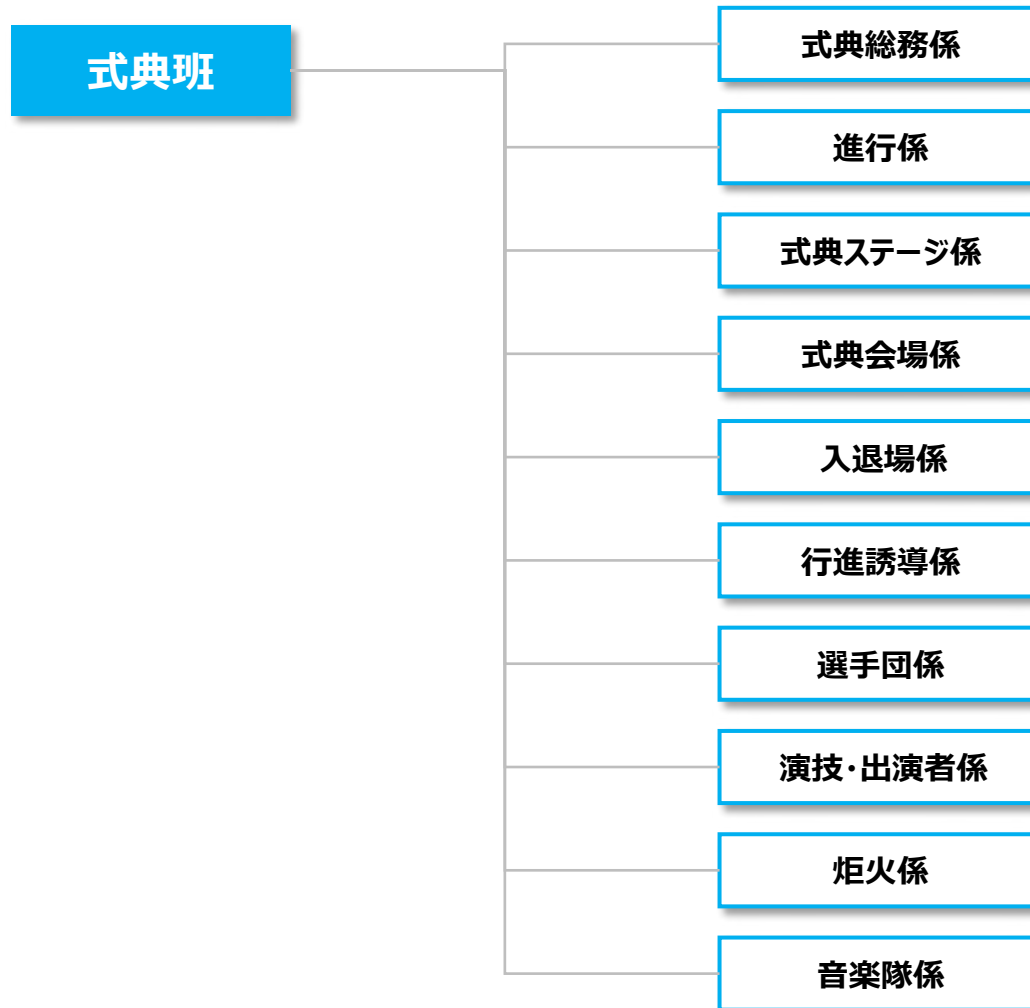 式典班
式典総務係
進行係
式典ステージ係
式典会場係
入退場係
行進誘導係
選手団係
演技・出演者係
炬火係
音楽隊係